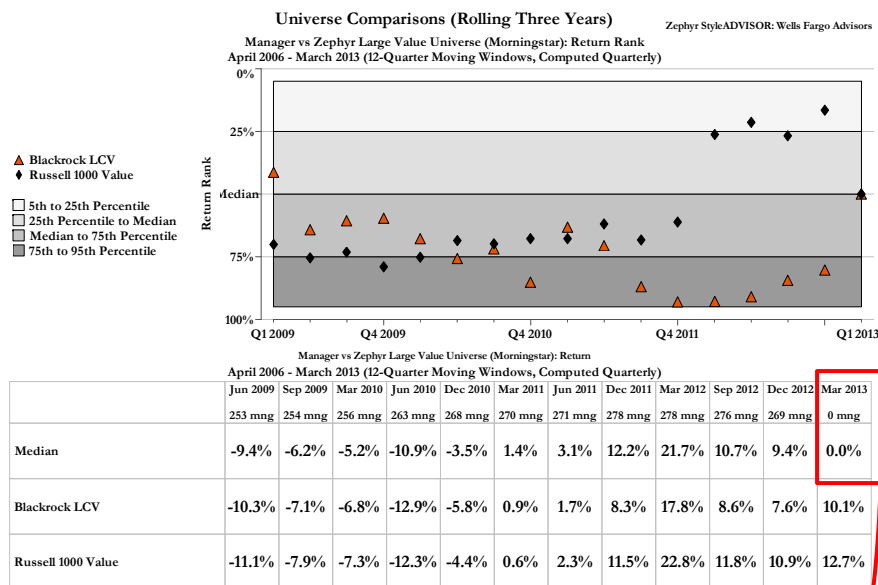 Universe Comparisons (Rolling Three Years)
Zephyr StyleADVISOR: Wells Fargo Advisors
Manager vs Zephyr Large Value Universe (Morningstar): Return Rank
April 2006 - March 2013 (12-Quarter Moving Windows, Computed Quarterly)
Blackrock LCV
Russell 1000 Value
5th to 25th Percentile
25th Percentile to Median
Median to 75th Percentile
75th to 95th Percentile
Return Rank
0%
25%
Median
75%
100%
Q1 2009 Q4 2009 Q4 2010 Q4 2011 Q1 2013
Manager vs Zephyr Large Value Universe (Morningstar): Return
April 2006 - March 2013 (12-Quarter Moving Windows, Computed Quarterly)
Jun 2009 Sep 2009 Mar 2010 Jun 2010 Dec 2010 Mar 2011 Jun 2011 Dec 2011 Mar 2012 Sep 2012 Dec 2012 Mar 2013
253 mng 254 mng 256 mng 263 mng 268 mng 270 mng 271 mng 278 mng 278 mng 276 mng 269 mng 0 mng
Median -9.4% -6.2% -5.2% -10.9% -3.5% 1.4% 3.1% 12.2% 21.7% 10.7% 9.4% 0.0%
Blackrock LCV -10.3% -7.1% -6.8% -12.9% -5.8% 0.9% 1.7% 8.3% 17.8% 8.6% 7.6% 10.1%
Russell 1000 Value -11.1% -7.9% -7.3% -12.3% -4.4% 0.6% 2.3% 11.5% 22.8% 11.8% 10.9% 12.7%